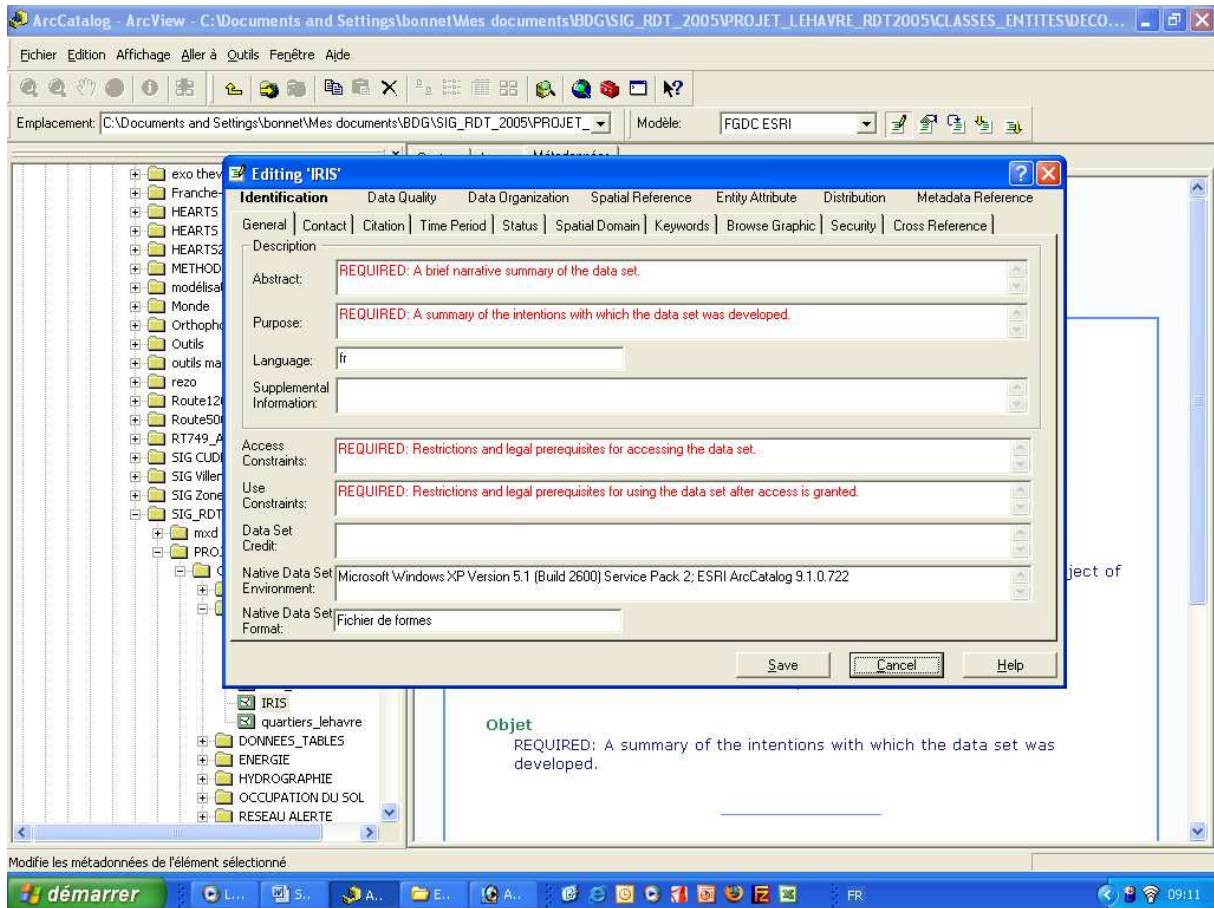 ArcCatalog - ArcView - C:\Documents and Settings\bonnet\Mes documents\BDG\SIG_RDT_2005\PROJET_LEHAVRE_RDT2005\CLASSES_ENTITES\DECO...
Fichier Edition Affichage Aller à Outils Fenêtre Aide
Emplacement: C:\Documents and Settings\bonnet\Mes documents\BDG\SIG_RDT_2005\PROJET_ Modèle: FGDC ESRI
Métadonnées
exo thev
Franche-
HEARTS
HEARTS
HEARTS2
METHOD
modélisa
Monde
Orthopho
Outils
outils ma
rezo
Route12
Route50
RT749_A
SIG CUD
SIG Viller
SIG Zone
SIG_RDT
mxd
PROJ
Editing 'IRIS'
Identification Data Quality Data Organization Spatial Reference Entity Attribute Distribution Metadata Reference
General Contact Citation Time Period Status Spatial Domain Keywords Browse Graphic Security Cross Reference
Description
Abstract: REQUIRED: A brief narrative summary of the data set.
Purpose: REQUIRED: A summary of the intentions with which the data set was developed.
Language: fr
Supplemental Information:
Access Constraints: REQUIRED: Restrictions and legal prerequisites for accessing the data set.
Use Constraints: REQUIRED: Restrictions and legal prerequisites for using the data set after access is granted.
Data Set Credit:
Native Data Set Environment: Microsoft Windows XP Version 5.1 (Build 2600) Service Pack 2; ESRI ArcCatalog 9.1.0.722
Native Data Set Format: Fichier de formes
Save Cancel Help
ject of
IRIS
quartiers_lehavre
DONNEES_TABLES
ENERGIE
HYDROGRAPHIE
OCCUPATION DU SOL
RESEAU ALERTE
Objet
REQUIRED: A summary of the intentions with which the data set was
developed.
Modifie les métadonnées de l'élément sélectionné
démarrer L... S.. A.. E.. A.. FR 09:11